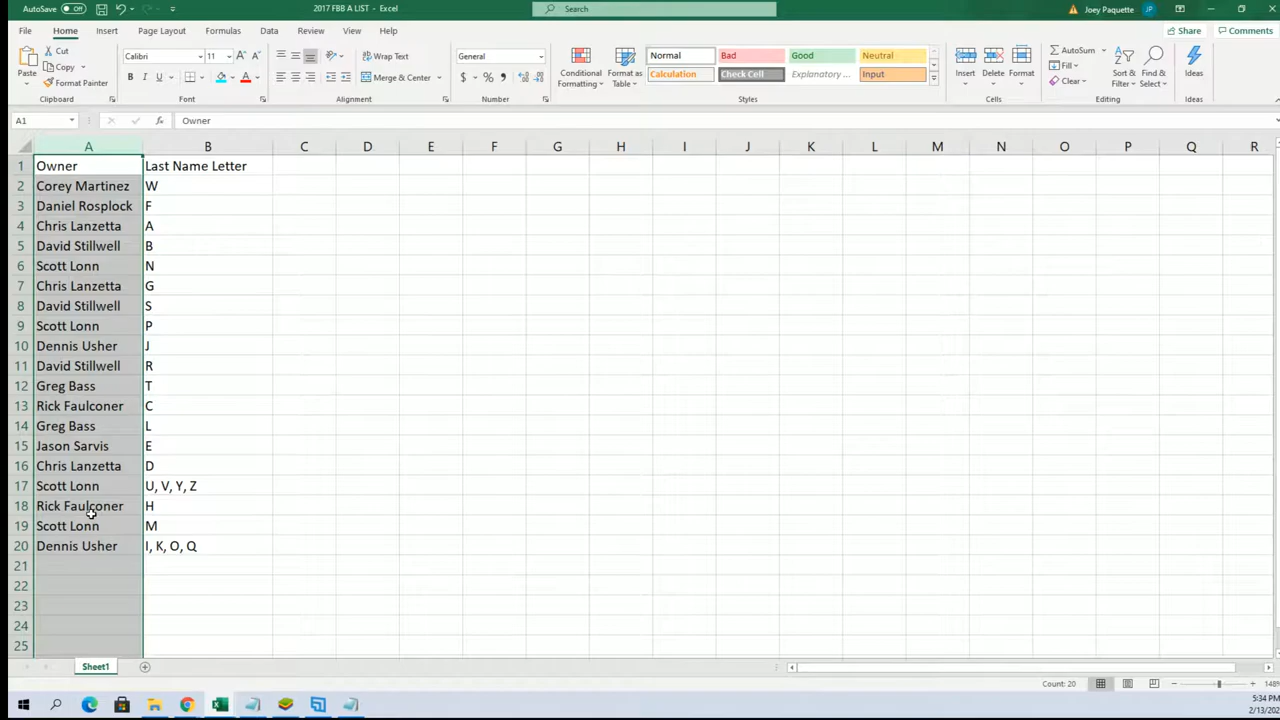 AutoSave Off 2017 FBB A LIST - Excel Search Joey Paquette JP
File Home Insert Page Layout Formulas Data Review View Help Share Comments
Paste Cut Copy Format Painter Clipboard
Calibri 11 B I U A A Font
Wrap Text Merge & Center Alignment
General $ % Number
Conditional Formatting Format as Table Normal Bad Good Neutral Calculation Check Cell Explanatory ... Input Styles
Insert Delete Format Cells
AutoSum Fill Clear Sort & Filter Find & Select Editing
Ideas Ideas
A1 fx Owner
A B C D E F G H I J K L M N O P Q R
1 Owner Last Name Letter
2 Corey Martinez W
3 Daniel Rosplock F
4 Chris Lanzetta A
5 David Stillwell B
6 Scott Lonn N
7 Chris Lanzetta G
8 David Stillwell S
9 Scott Lonn P
10 Dennis Usher J
11 David Stillwell R
12 Greg Bass T
13 Rick Faulconer C
14 Greg Bass L
15 Jason Sarvis E
16 Chris Lanzetta D
17 Scott Lonn U, V, Y, Z
18 Rick Faulconer H
19 Scott Lonn M
20 Dennis Usher I, K, O, Q
21
22
23
24
25
Sheet1
Count: 20 148%
5:34 PM
2/13/202